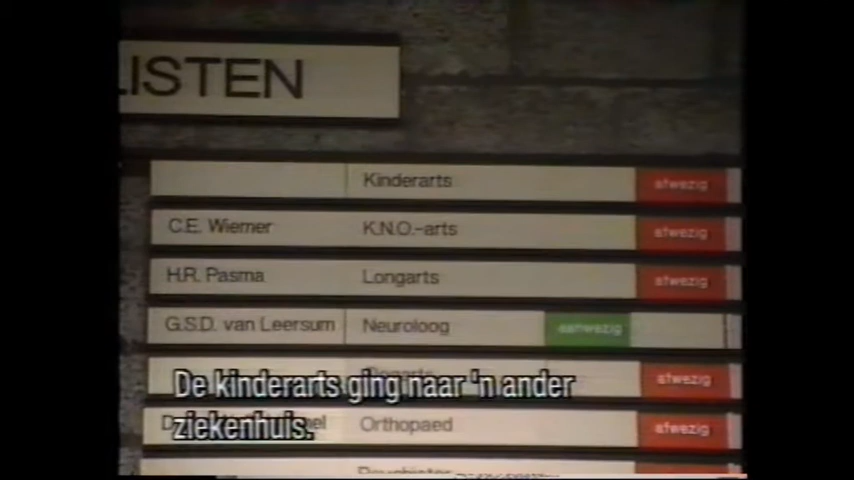 LISTEN
Kinderarts afwezig
C.E. Wiemer K.N.O.-arts afwezig
H.R. Pasma Longarts afwezig
G.S.D. van Leersum Neuroloog aanwezig
afwezig
De kinderarts ging naar 'n ander
Orthopaed afwezig
ziekenhuis.